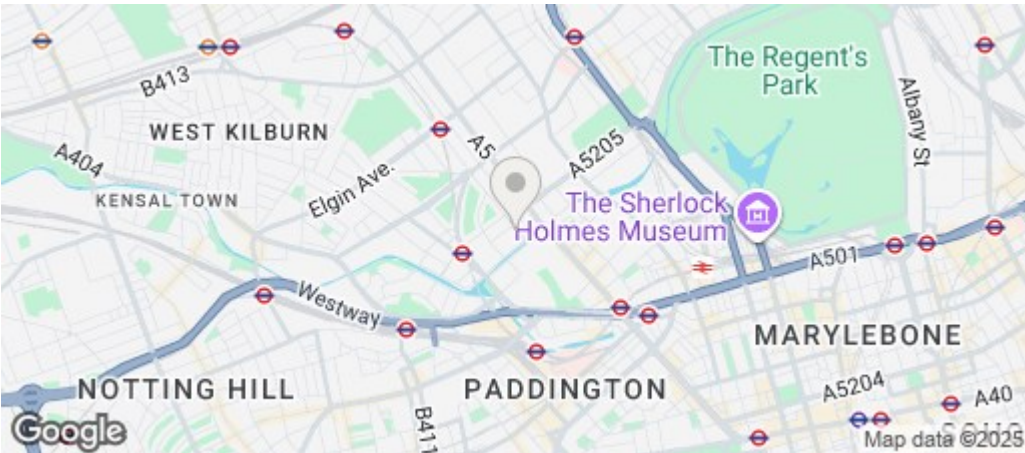 The Regent's
Park
B413
Albany St
WEST KILBURN
A5
A5205
A404
Elgin Ave.
KENSAL TOWN
The Sherlock
Holmes Museum
A501
Westway
MARYLEBONE
NOTTING HILL
PADDINGTON
A5204
A40
B411
Google
Map data ©2025